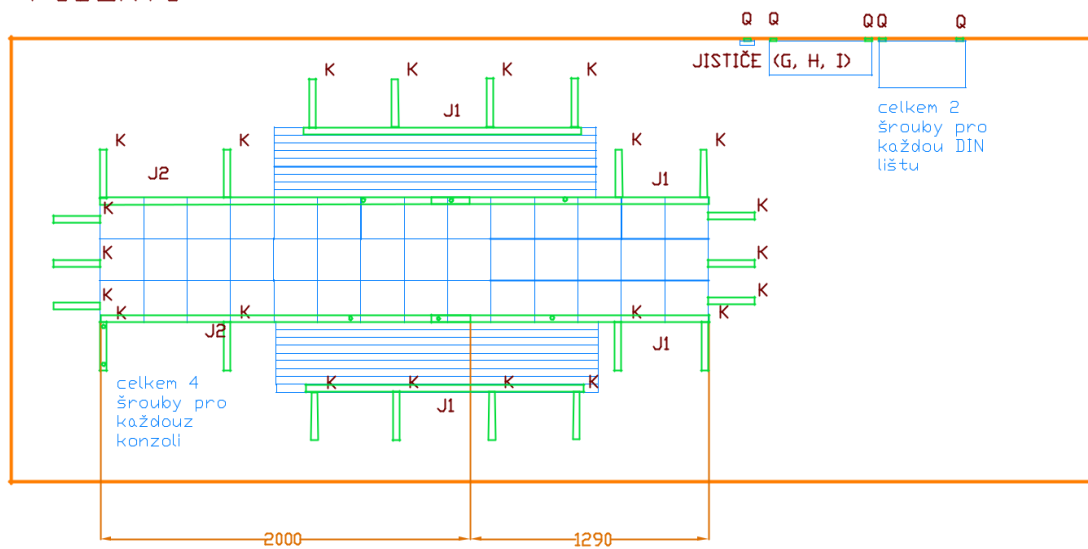 Q Q Q Q Q
JISTIČE (G, H, I)
K K K K
J1
celkem 2
šrouby pro
každou DIN
lištu
K K K K
J2 J1
K K
K K
K K
K K K K
J2 J1
celkem 4
šrouby pro
každouz
konzoli
K K K K
J1
2000 1290